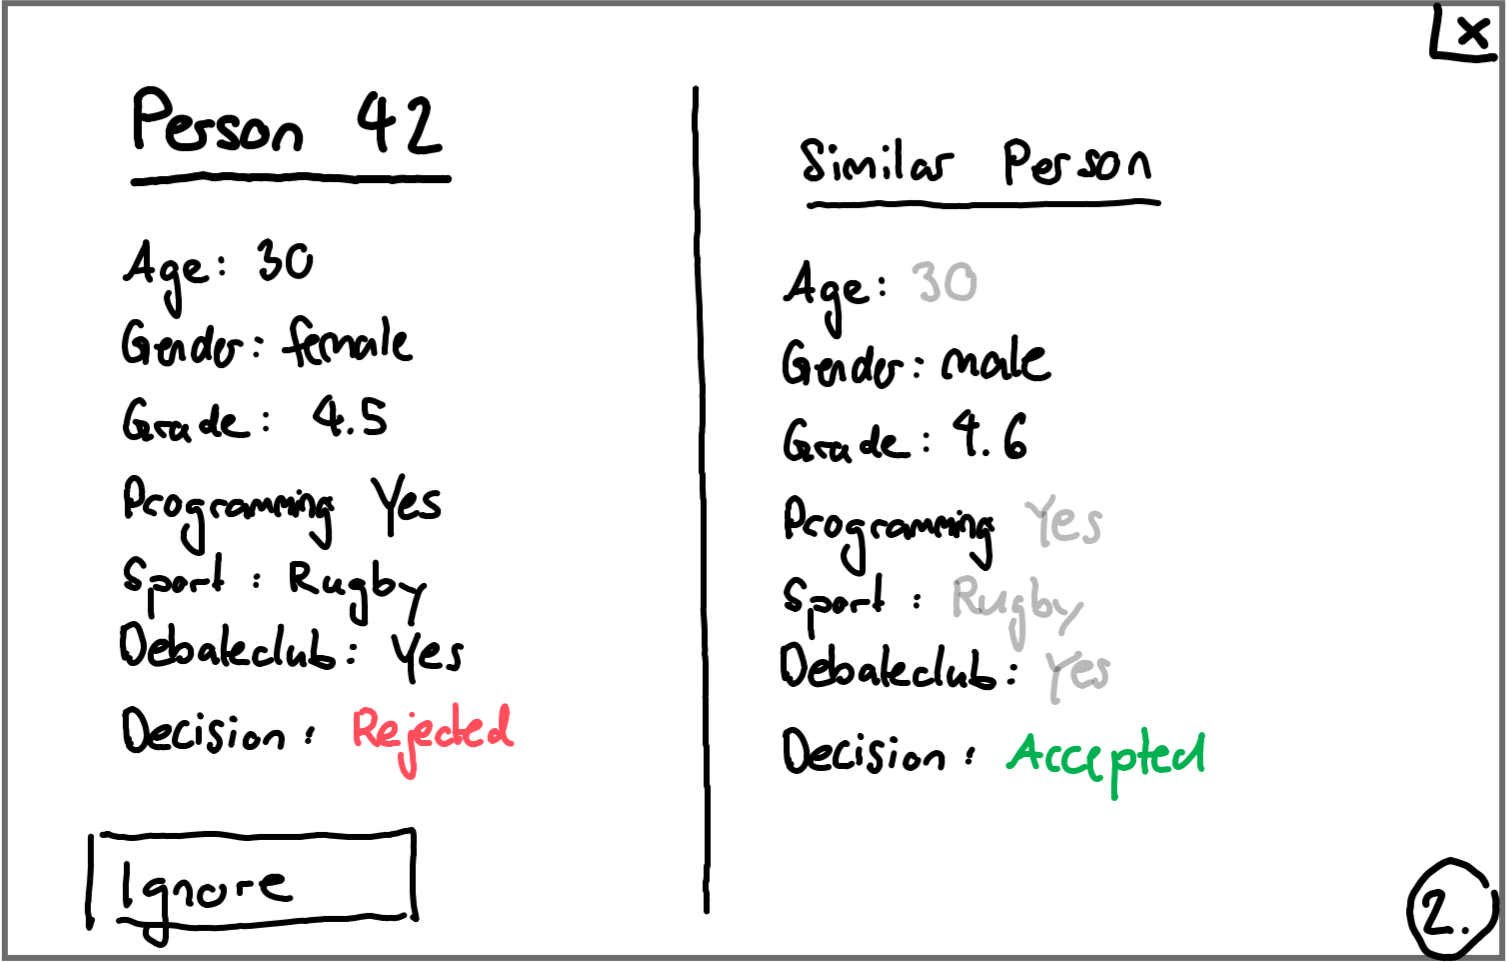 x
Person 42
Age: 30
Gender: female
Grade: 4.5
Programming Yes
Sport: Rugby
Debateclub: Yes
Decision: Rejected
Ignore
Similar Person
Age: 30
Gender: male
Grade: 4.6
Programming Yes
Sport: Rugby
Debateclub: Yes
Decision: Accepted
2.